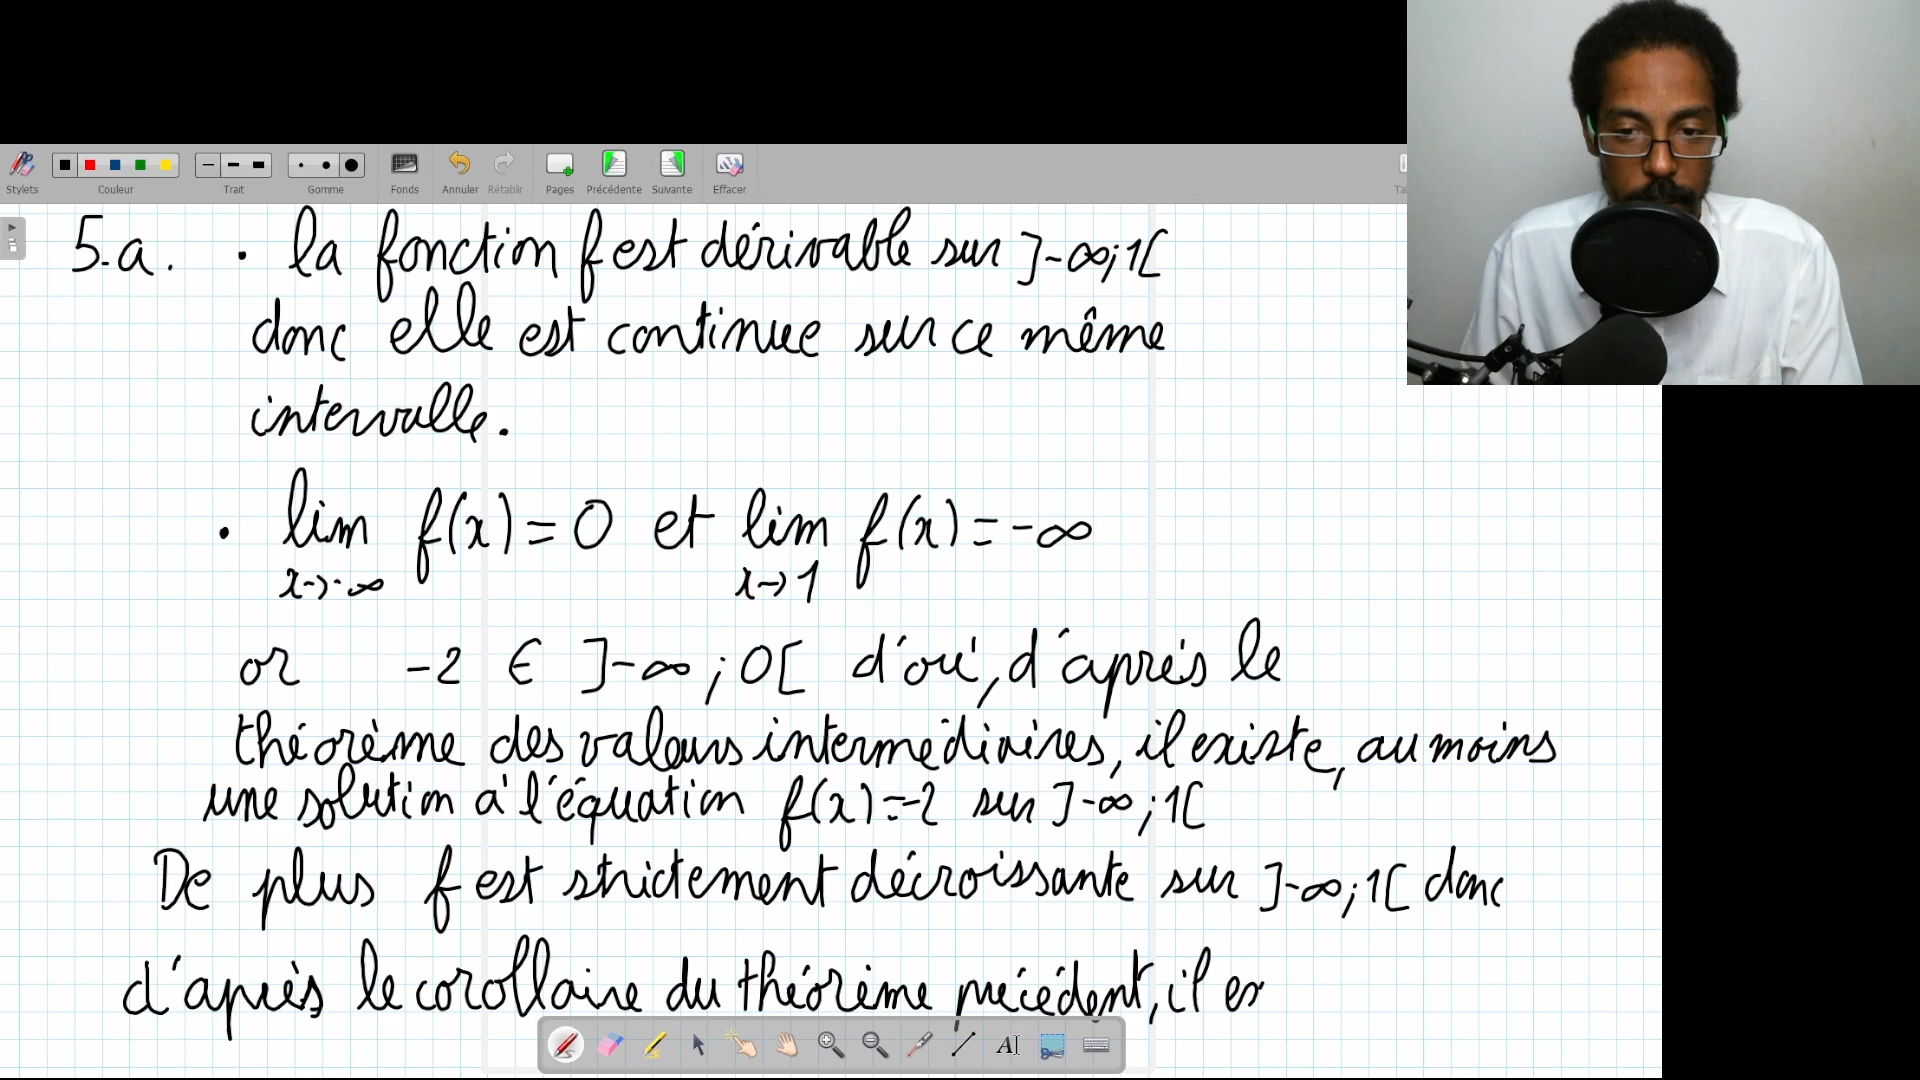 Stylets Couleur Trait Gomme Fonds Annuler Rétablir Pages Précédente Suivante Effacer Ta
5.a. • la fonction f est dérivable sur ]-∞;1[
donc elle est continue sur ce même
intervalle.
• lim f(x)=0 et lim f(x)=-∞
x→-∞ x→1
or -2 ∈ ]-∞;0[ d'où, d'après le
théorème des valeurs intermédiaires, il existe, au moins
une solution à l'équation f(x)=-2 sur ]-∞;1[
De plus f est strictement décroissante sur ]-∞;1[ donc
d'après le corollaire du théorème précédent, il ex
AI